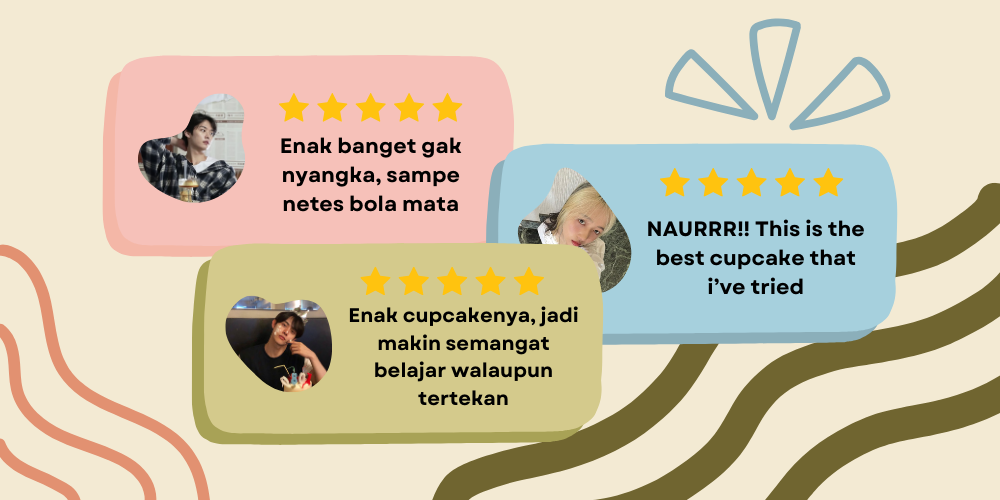 Enak banget gak
nyangka, sampe
netes bola mata
NAURRR!! This is the
best cupcake that
i've tried
Enak cupcakenya, jadi
makin semangat
belajar walaupun
tertekan